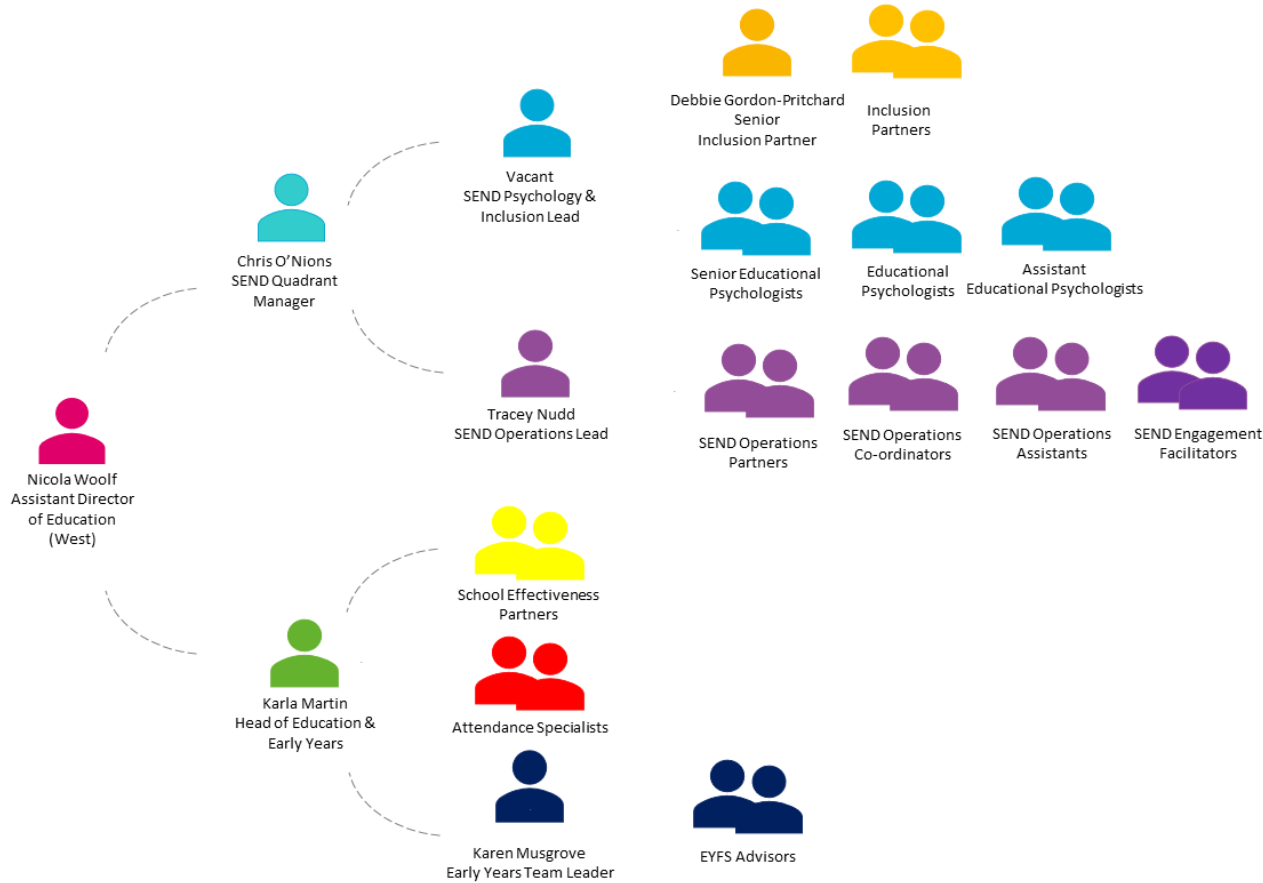 Debbie Gordon-Pritchard
Senior
Inclusion Partner
Inclusion
Partners
Vacant
SEND Psychology &
Inclusion Lead
Chris O’Nions
SEND Quadrant
Manager
Senior Educational
Psychologists
Educational
Psychologists
Assistant
Educational Psychologists
Tracey Nudd
SEND Operations Lead
SEND Operations
Partners
SEND Operations
Co-ordinators
SEND Operations
Assistants
SEND Engagement
Facilitators
Nicola Woolf
Assistant Director
of Education
(West)
School Effectiveness
Partners
Karla Martin
Head of Education &
Early Years
Attendance Specialists
Karen Musgrove
Early Years Team Leader
EYFS Advisors